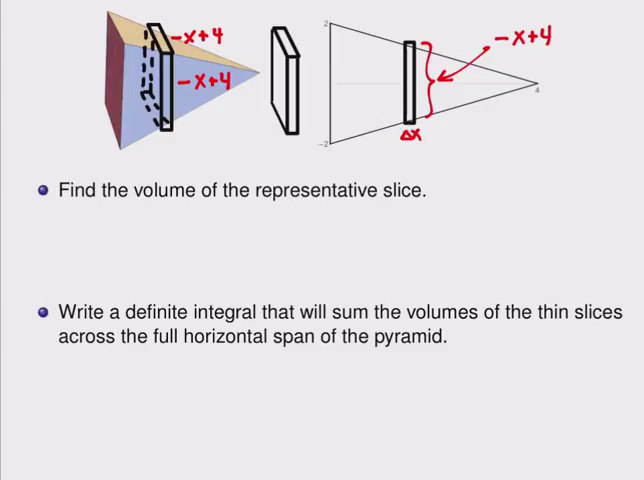 -x+4
-x+4
2
-x+4
4
-2
Δx
Find the volume of the representative slice.
Write a definite integral that will sum the volumes of the thin slices
across the full horizontal span of the pyramid.